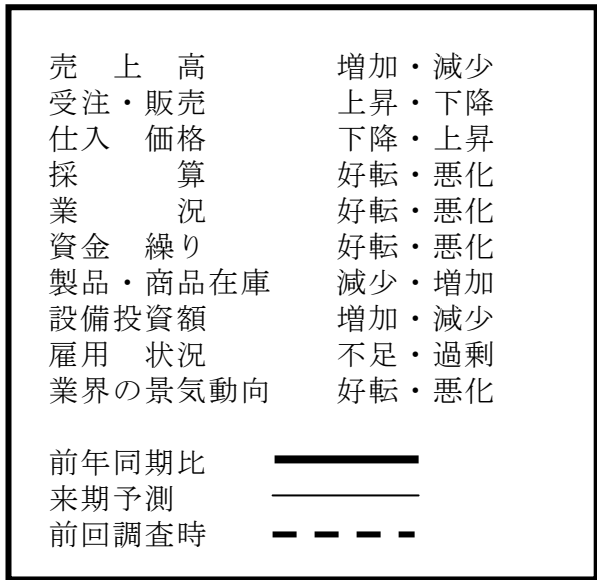 売　上　高　増加・減少
受注・販売　上昇・下降
仕入　価格　下降・上昇
採　　　算　好転・悪化
業　　　況　好転・悪化
資金　繰り　好転・悪化
製品・商品在庫　減少・増加
設備投資額　増加・減少
雇用　状況　不足・過剰
業界の景気動向　好転・悪化
前年同期比
来期予測
前回調査時